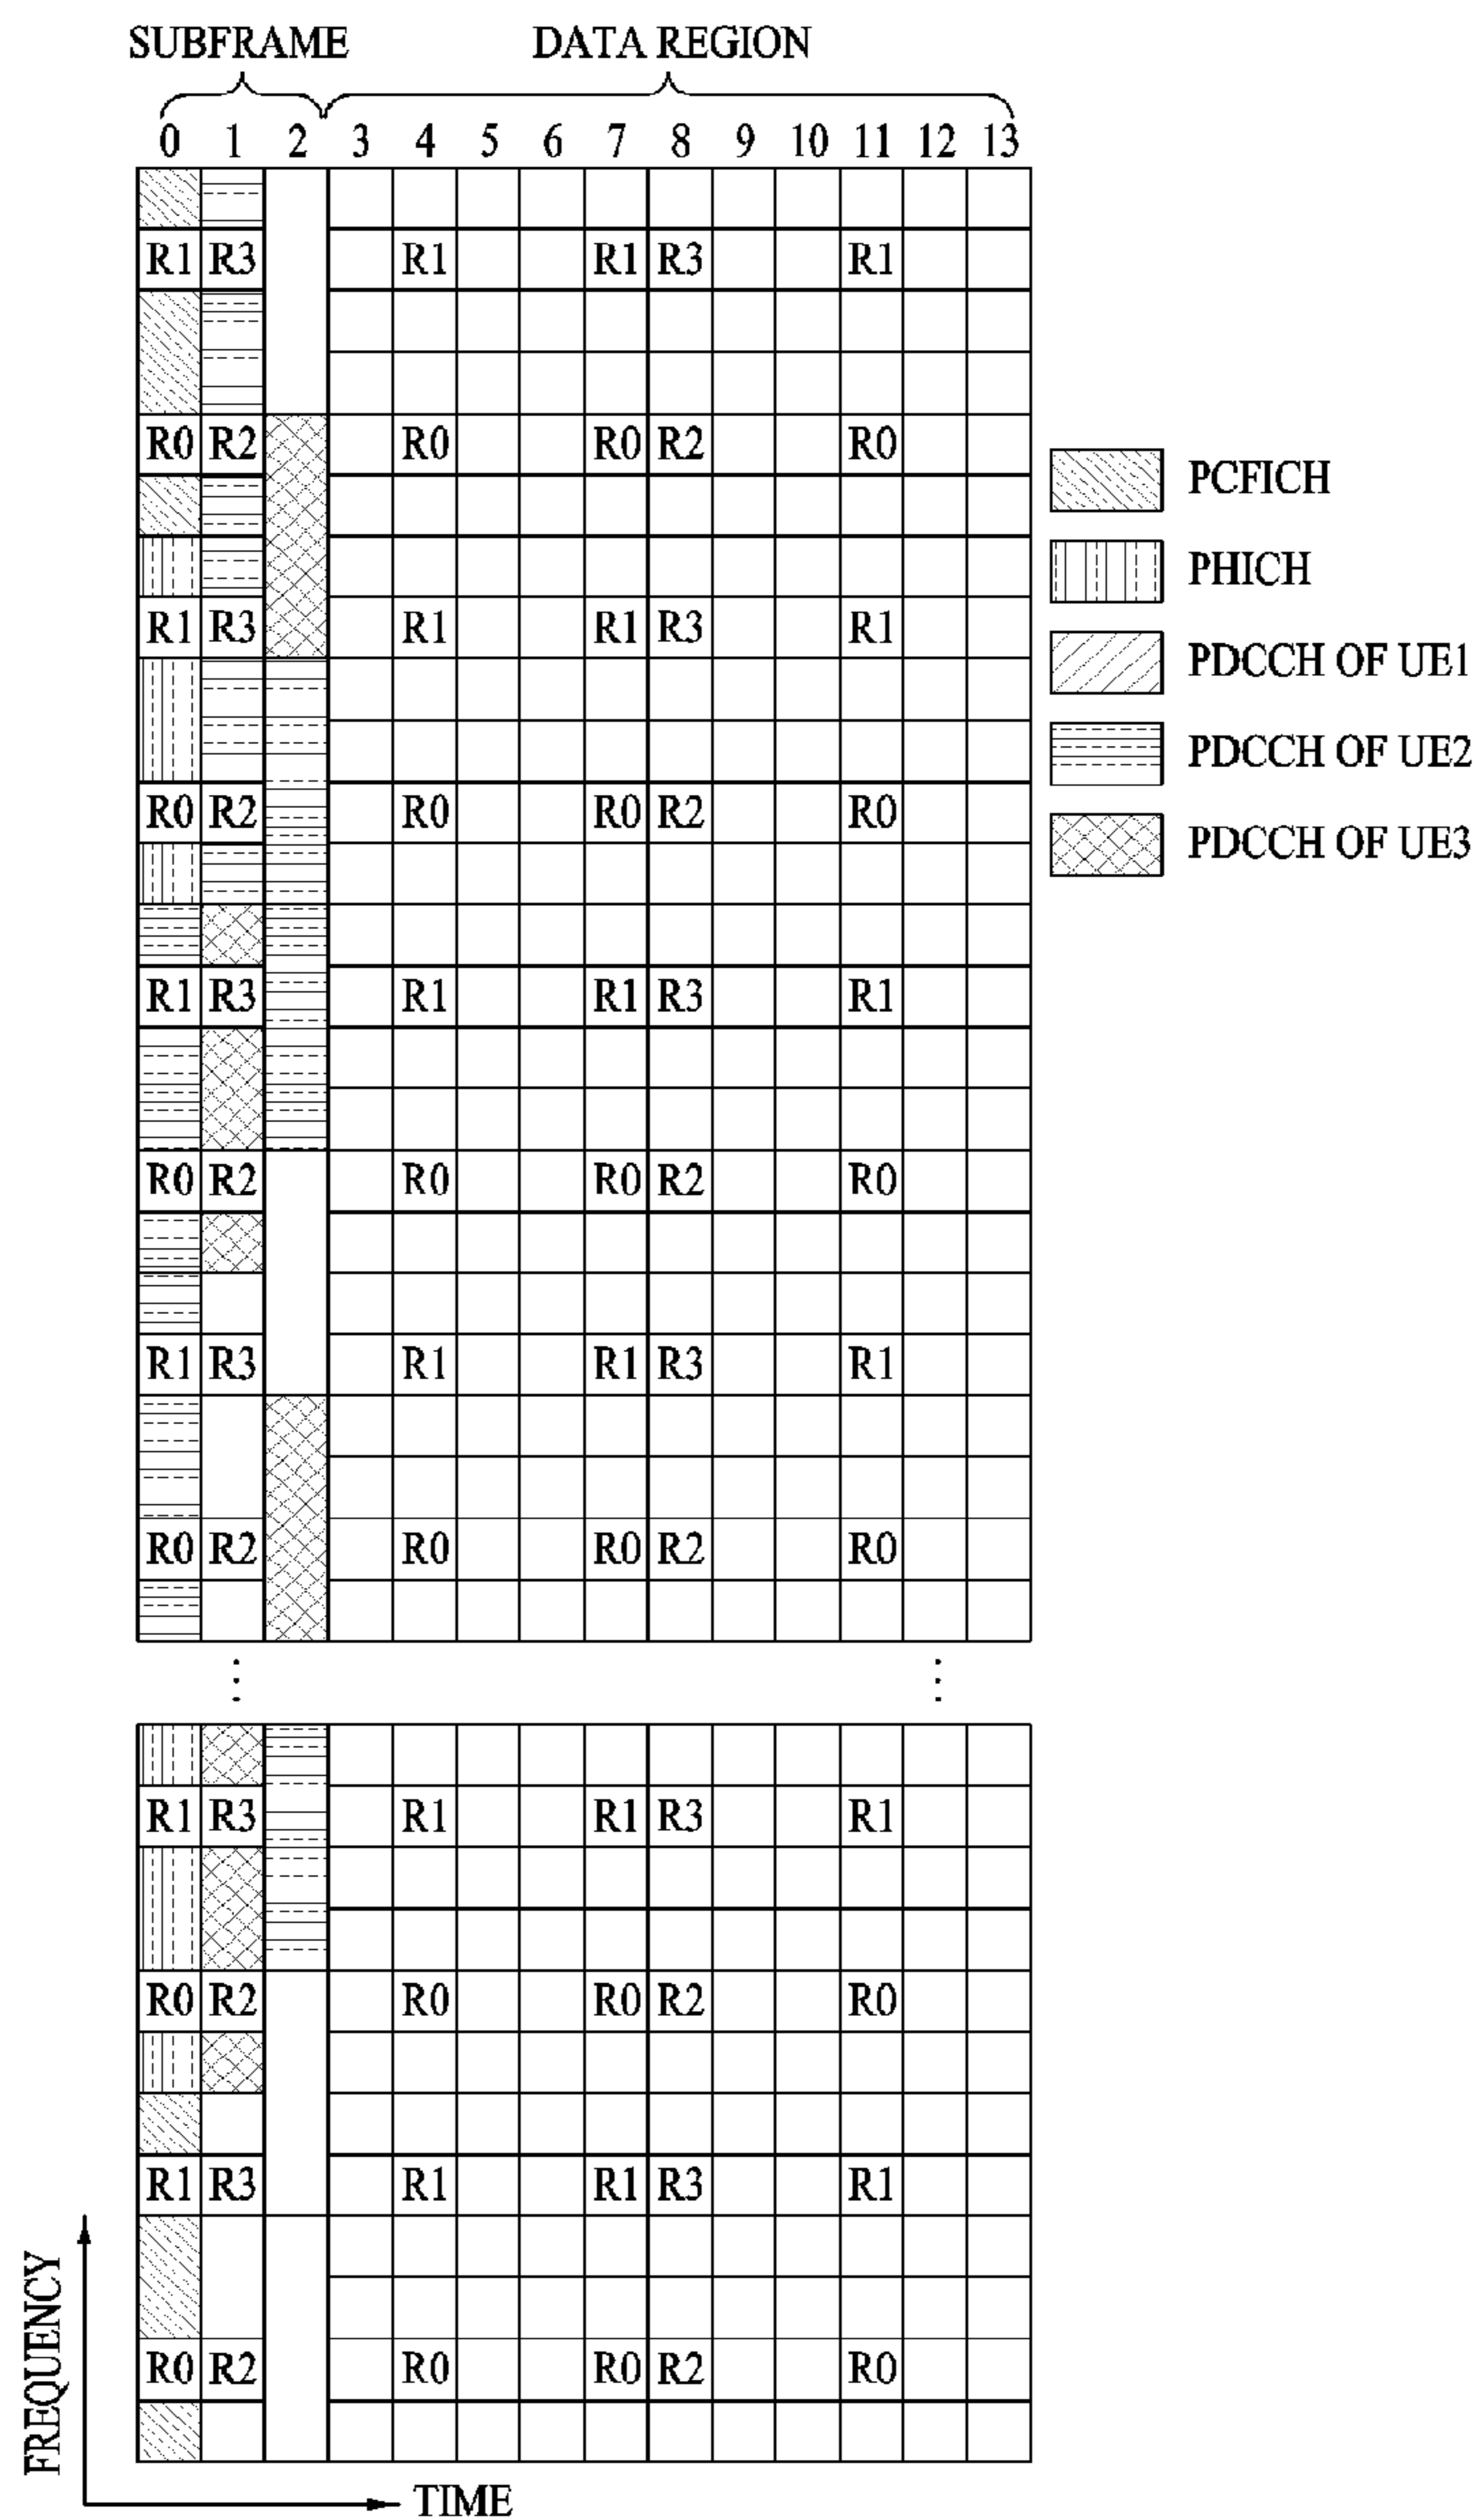 SUBFRAME DATA REGION
0 1 2 3 4 5 6 7 8 9 10 11 12 13
R1 R3 R1 R1 R3 R1
R0 R2 R0 R0 R2 R0
PCFICH
PHICH
R1 R3 R1 R1 R3 R1
PDCCH OF UE1
PDCCH OF UE2
R0 R2 R0 R0 R2 R0
PDCCH OF UE3
R1 R3 R1 R1 R3 R1
R0 R2 R0 R0 R2 R0
R1 R3 R1 R1 R3 R1
R0 R2 R0 R0 R2 R0
R1 R3 R1 R1 R3 R1
R0 R2 R0 R0 R2 R0
R1 R3 R1 R1 R3 R1
R0 R2 R0 R0 R2 R0
FREQUENCY
TIME